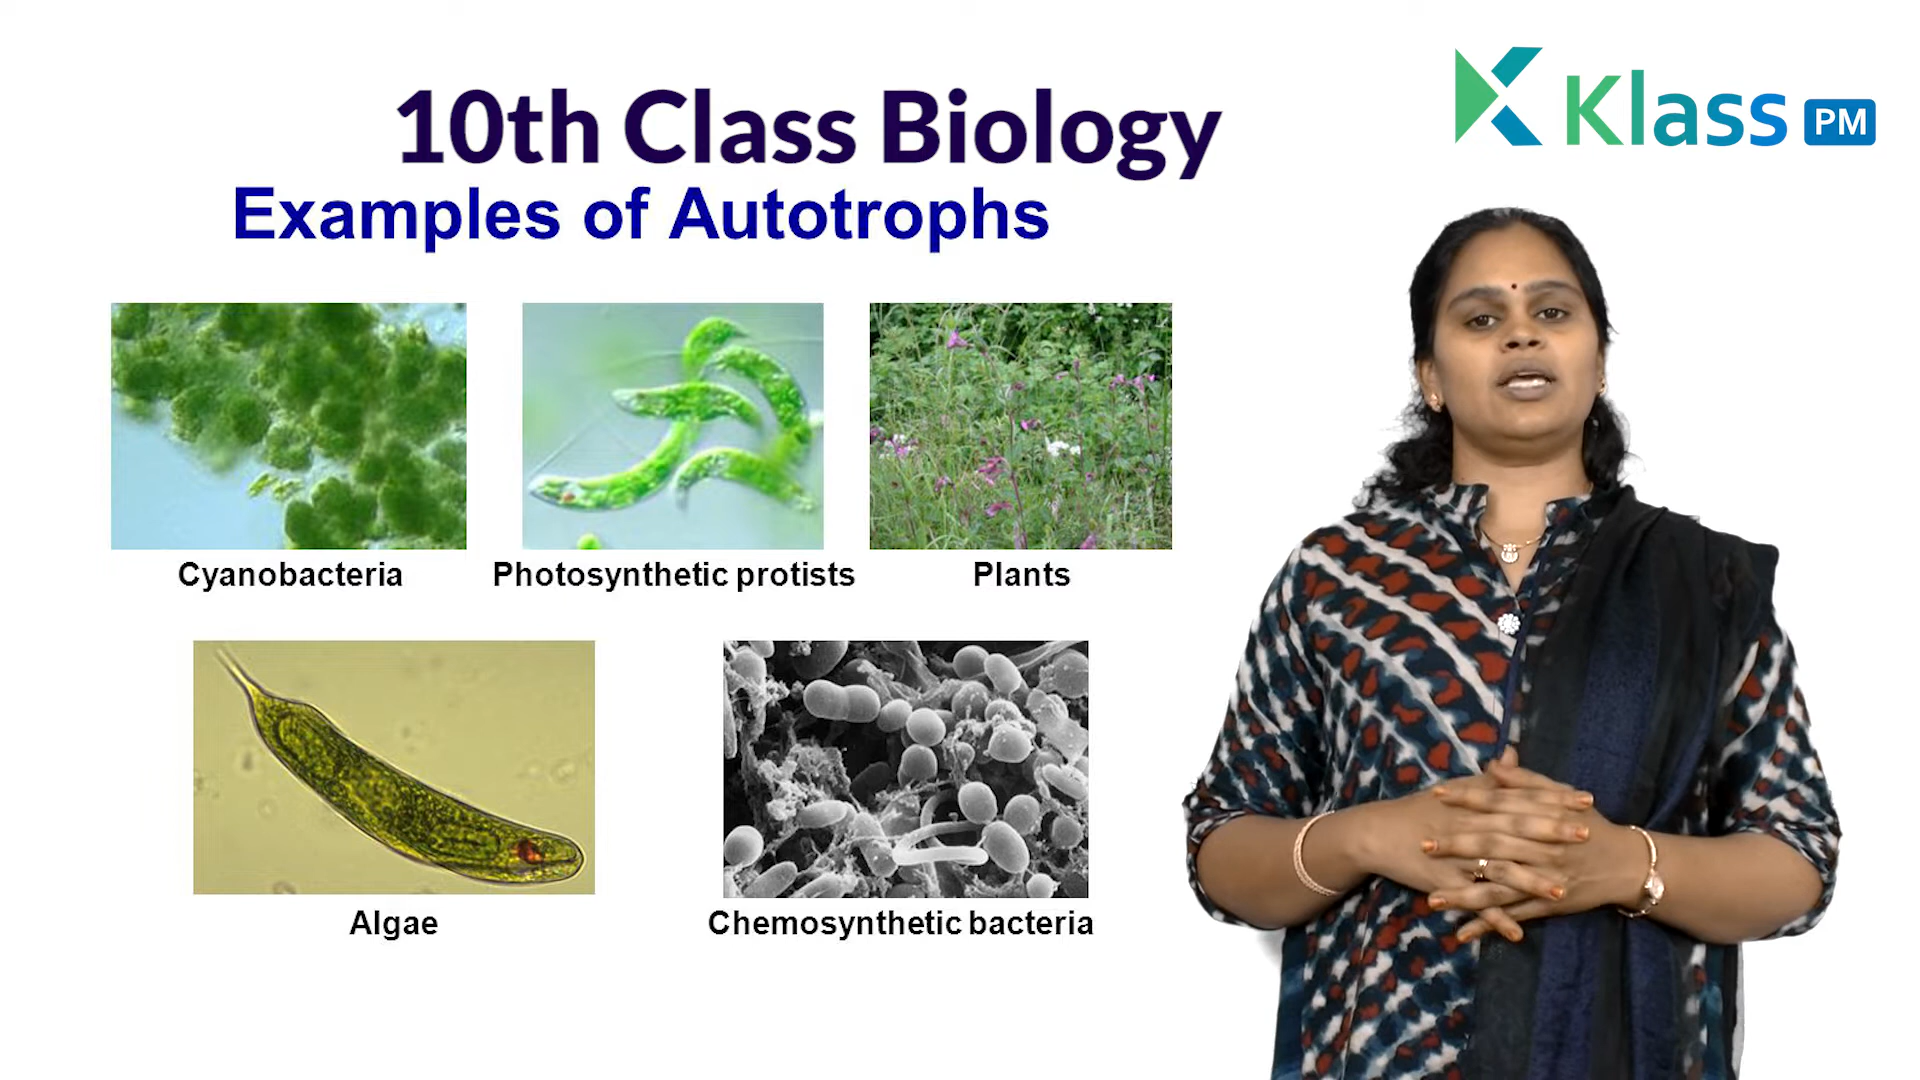 10th Class Biology
Klass PM
Examples of Autotrophs
Cyanobacteria
Photosynthetic protists
Plants
Algae
Chemosynthetic bacteria